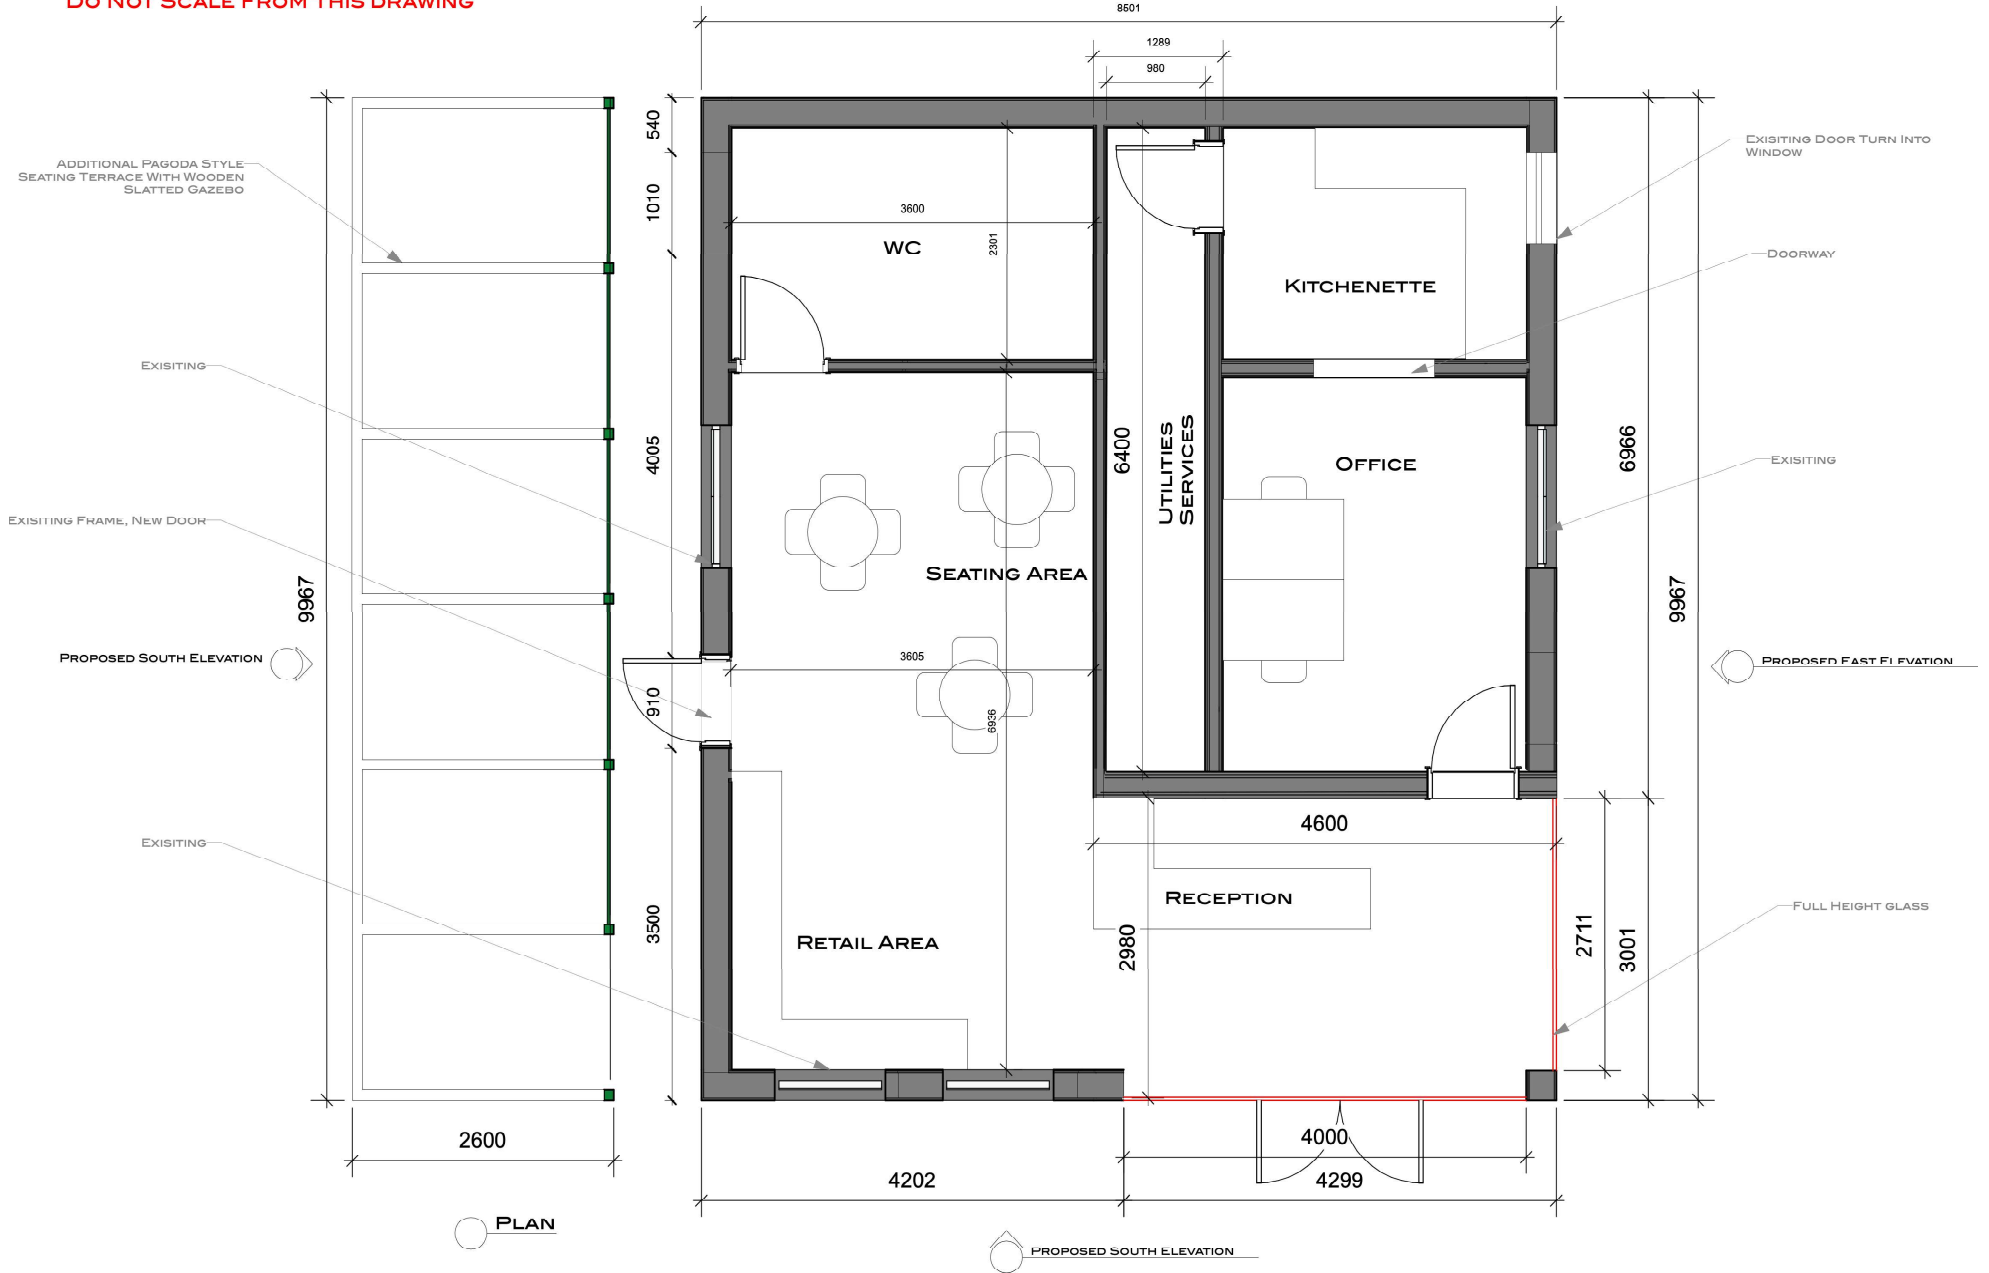 DO NOT SCALE FROM THIS DRAWING
8501
1289
980
540
1010
4005
910
3500
9967
ADDITIONAL PAGODA STYLE
SEATING TERRACE WITH WOODEN
SLATTED GAZEBO
EXISITING
EXISITING FRAME, NEW DOOR
PROPOSED SOUTH ELEVATION
EXISITING
3600
WC
2301
KITCHENETTE
6400
UTILITIES
SERVICES
OFFICE
SEATING AREA
3605
6936
4600
RECEPTION
RETAIL AREA
2980
EXISITING DOOR TURN INTO
WINDOW
DOORWAY
6966
EXISITING
9967
PROPOSED EAST ELEVATION
FULL HEIGHT GLASS
2711
3001
2600
4000
4202
4299
PLAN
PROPOSED SOUTH ELEVATION